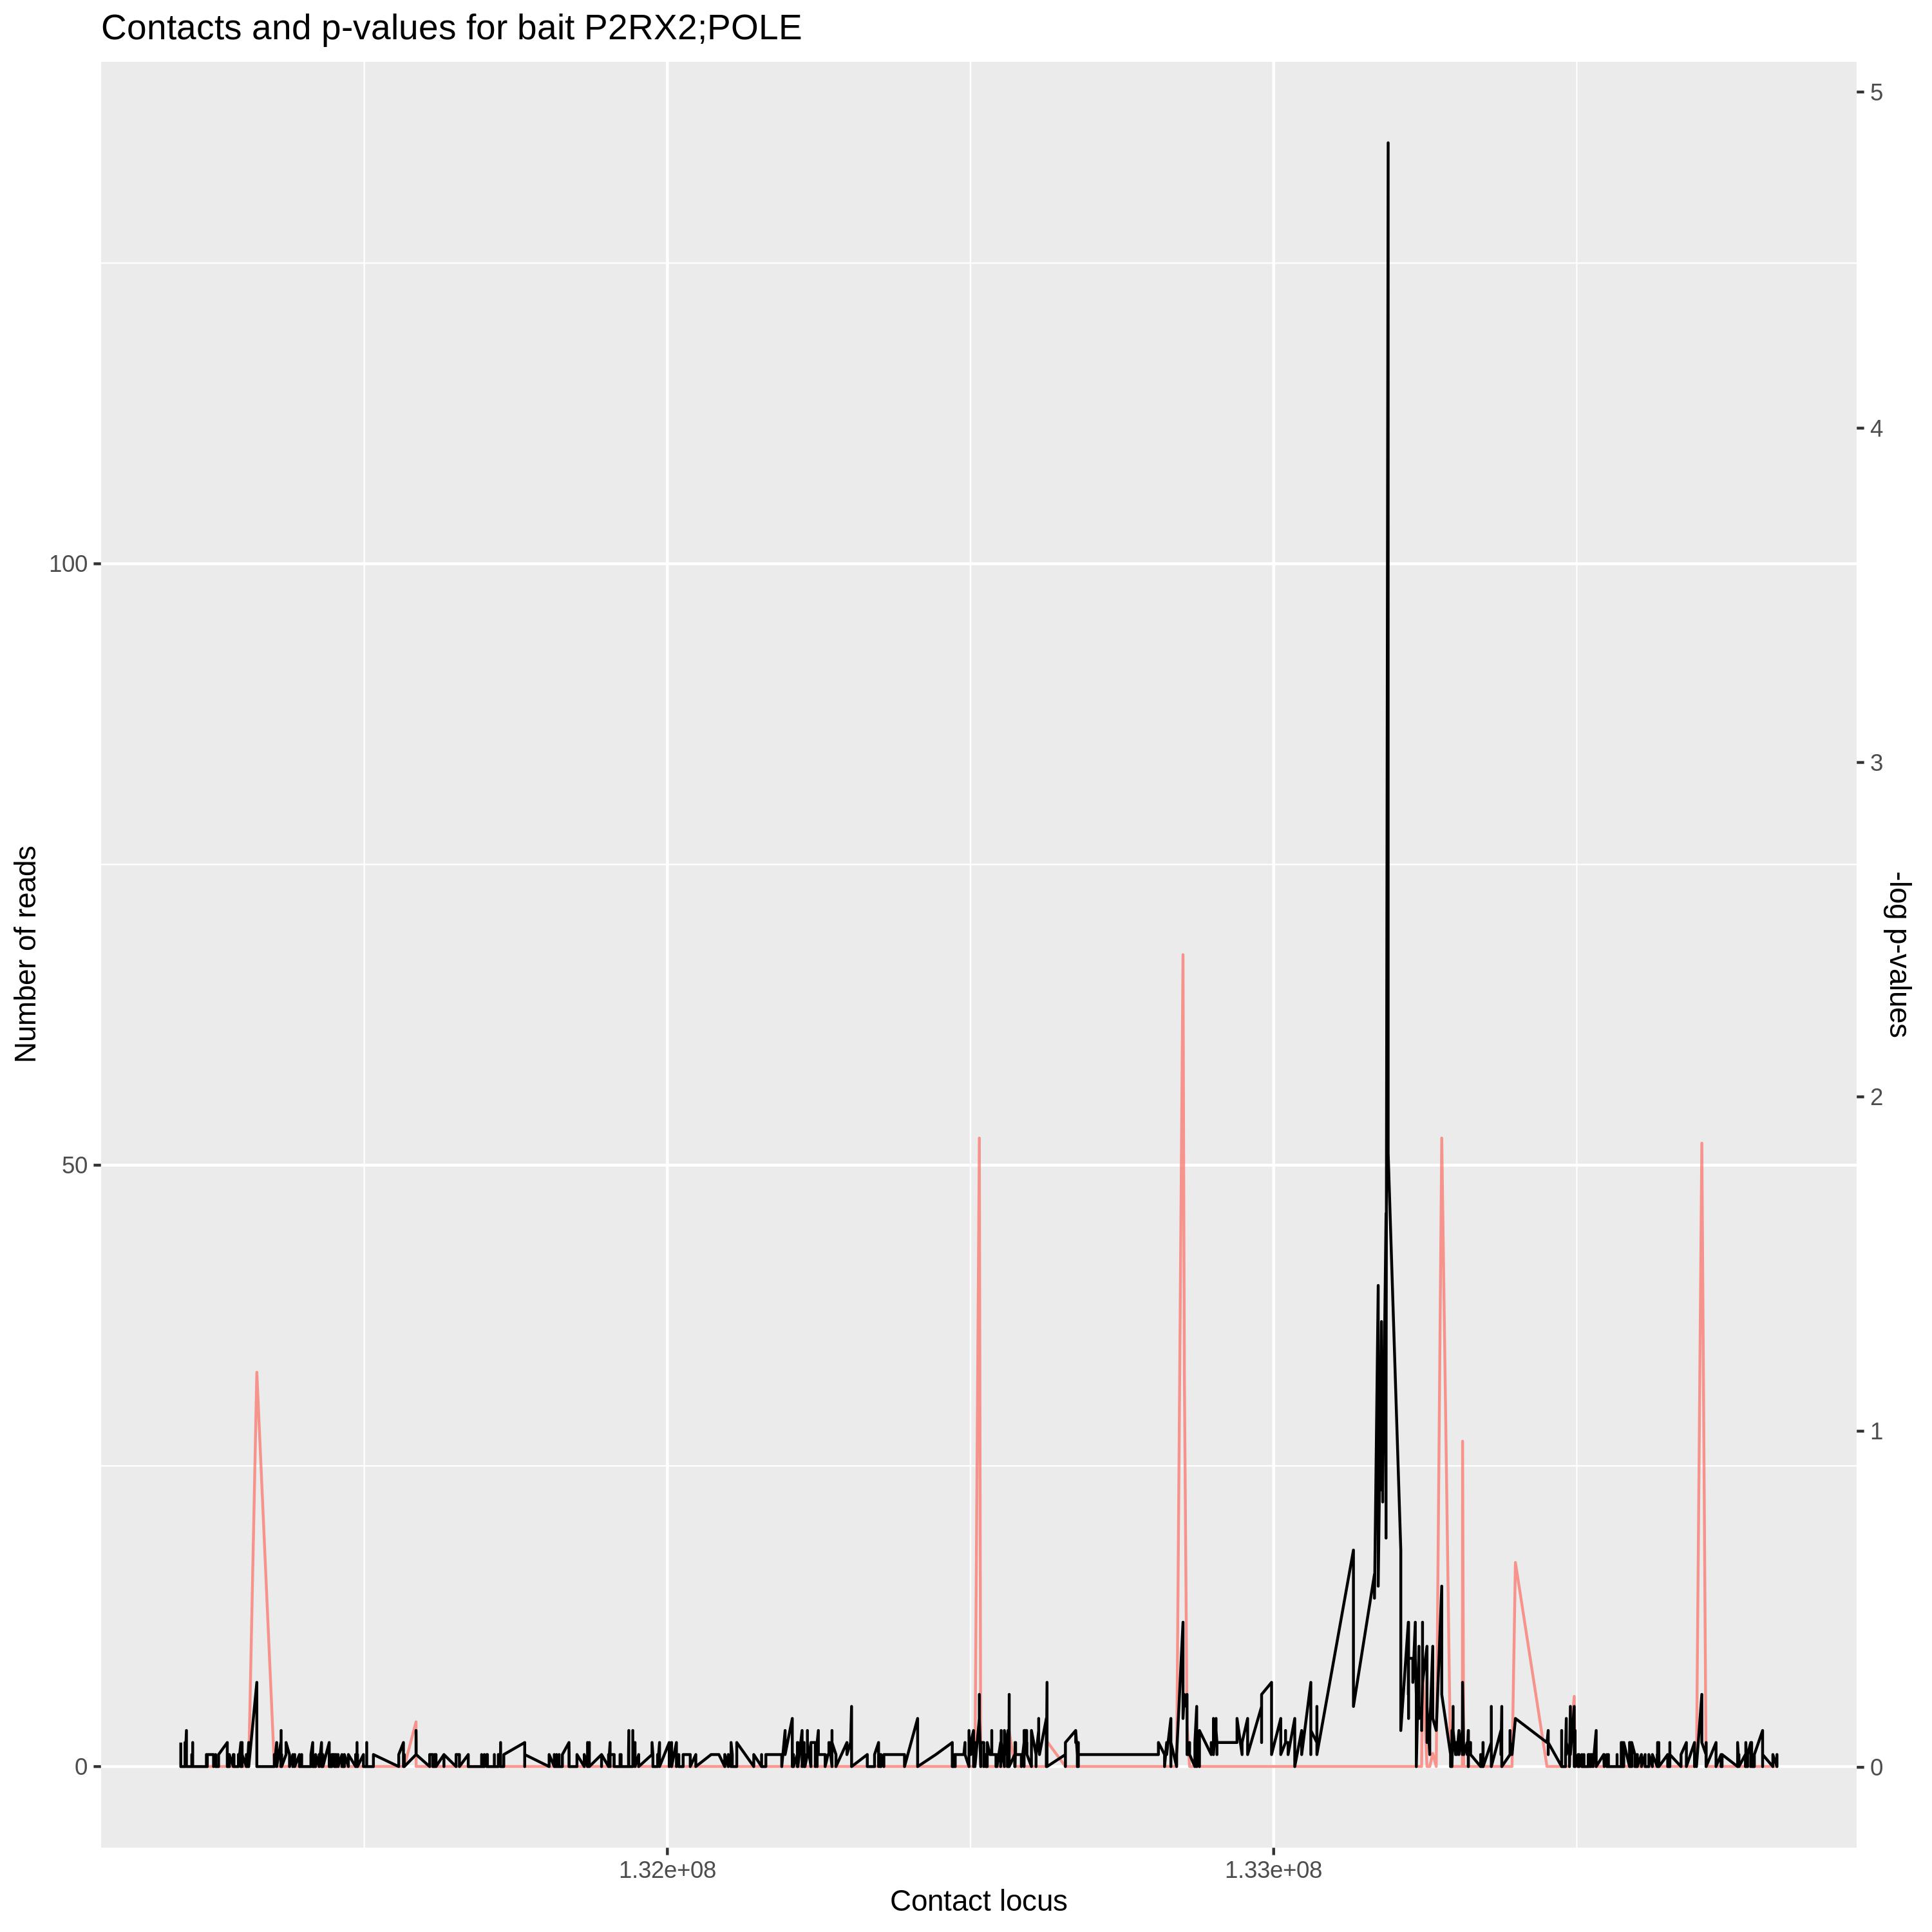 Contacts and p-values for bait P2RX2;POLE
Number of reads
100
50
0
5
4
3
2
1
0
-log p-values
1.32e+08
1.33e+08
Contact locus